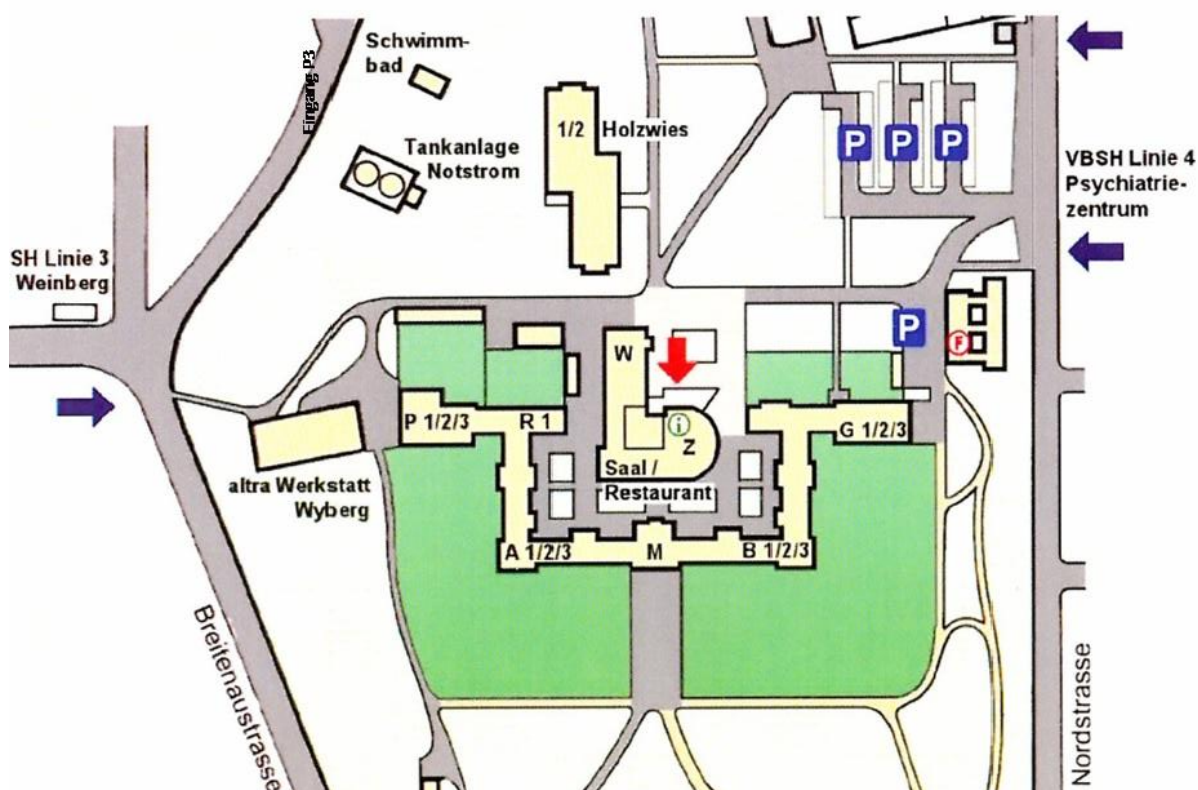 Eingang P3
Schwimm-
bad
Tankanlage
Notstrom
1/2
Holzwies
P
P
P
VBSH Linie 4
Psychiatrie-
zentrum
SH Linie 3
Weinberg
W
P
F
P 1/2/3
R 1
i
Z
G 1/2/3
Saal /
Restaurant
altra Werkstatt
Wyberg
A 1/2/3
M
B 1/2/3
Breitenaustrasse
Nordstrasse